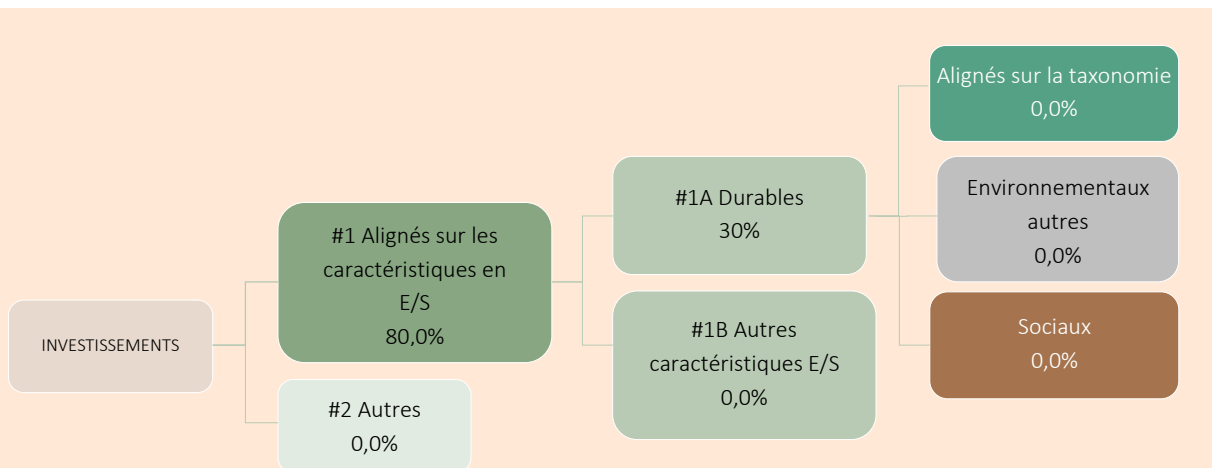 INVESTISSEMENTS
#1 Alignés sur les
caractéristiques en
E/S
80,0%
#2 Autres
0,0%
#1A Durables
30%
#1B Autres
caractéristiques E/S
0,0%
Alignés sur la taxonomie
0,0%
Environnementaux
autres
0,0%
Sociaux
0,0%